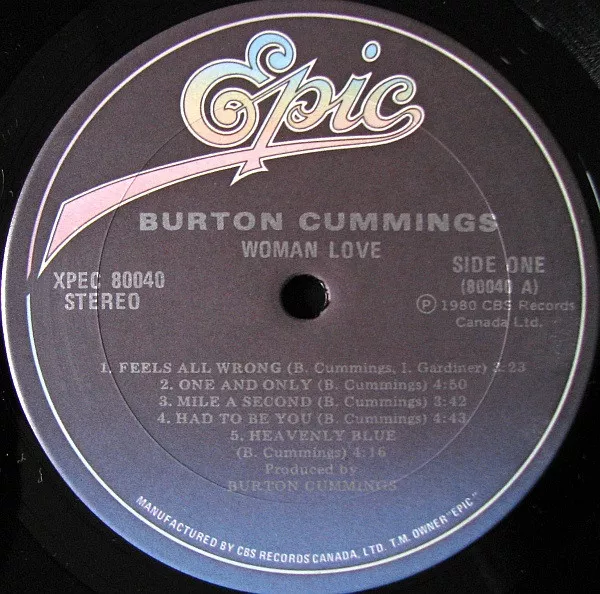 Epic
BURTON CUMMINGS
WOMAN LOVE
XPEC 80040
STEREO
SIDE ONE
(80040 A)
Ⓟ 1980 CBS Records
Canada Ltd.
1. FEELS ALL WRONG (B. Cummings, I. Gardiner) 3:23
2. ONE AND ONLY (B. Cummings) 4:50
3. MILE A SECOND (B. Cummings) 3:42
4. HAD TO BE YOU (B. Cummings) 4:43
5. HEAVENLY BLUE
(B. Cummings) 4:16
Produced by
BURTON CUMMINGS
MANUFACTURED BY CBS RECORDS CANADA, LTD. T.M. OWNER "EPIC"